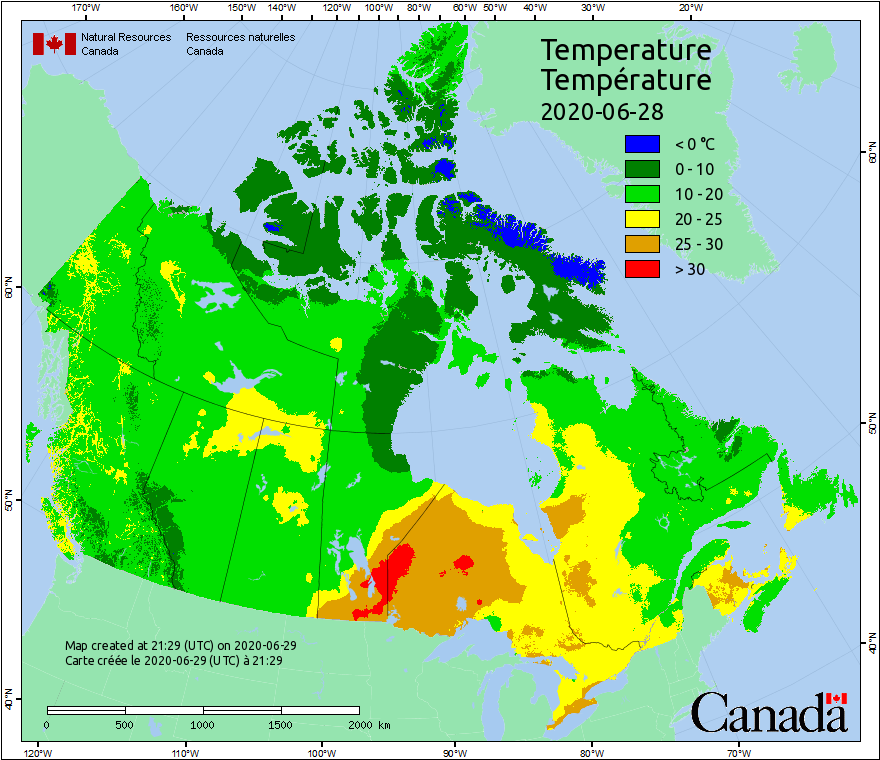 170°W 160°W 150°W 140°W 130°W 120°W 110°W 100°W 90°W 80°W 70°W 60°W 50°W 40°W 30°W 20°W
Natural Resources Ressources naturelles
Canada Canada
Temperature
Température
2020-06-28
< 0 °C
0 - 10
10 - 20
20 - 25
25 - 30
> 30
60°N
60°N
50°N
50°N
40°N
40°N
Map created at 21:29 (UTC) on 2020-06-29
Carte créée le 2020-06-29 (UTC) à 21:29
0 500 1000 1500 2000 km
Canada
120°W 110°W 100°W 90°W 80°W 70°W